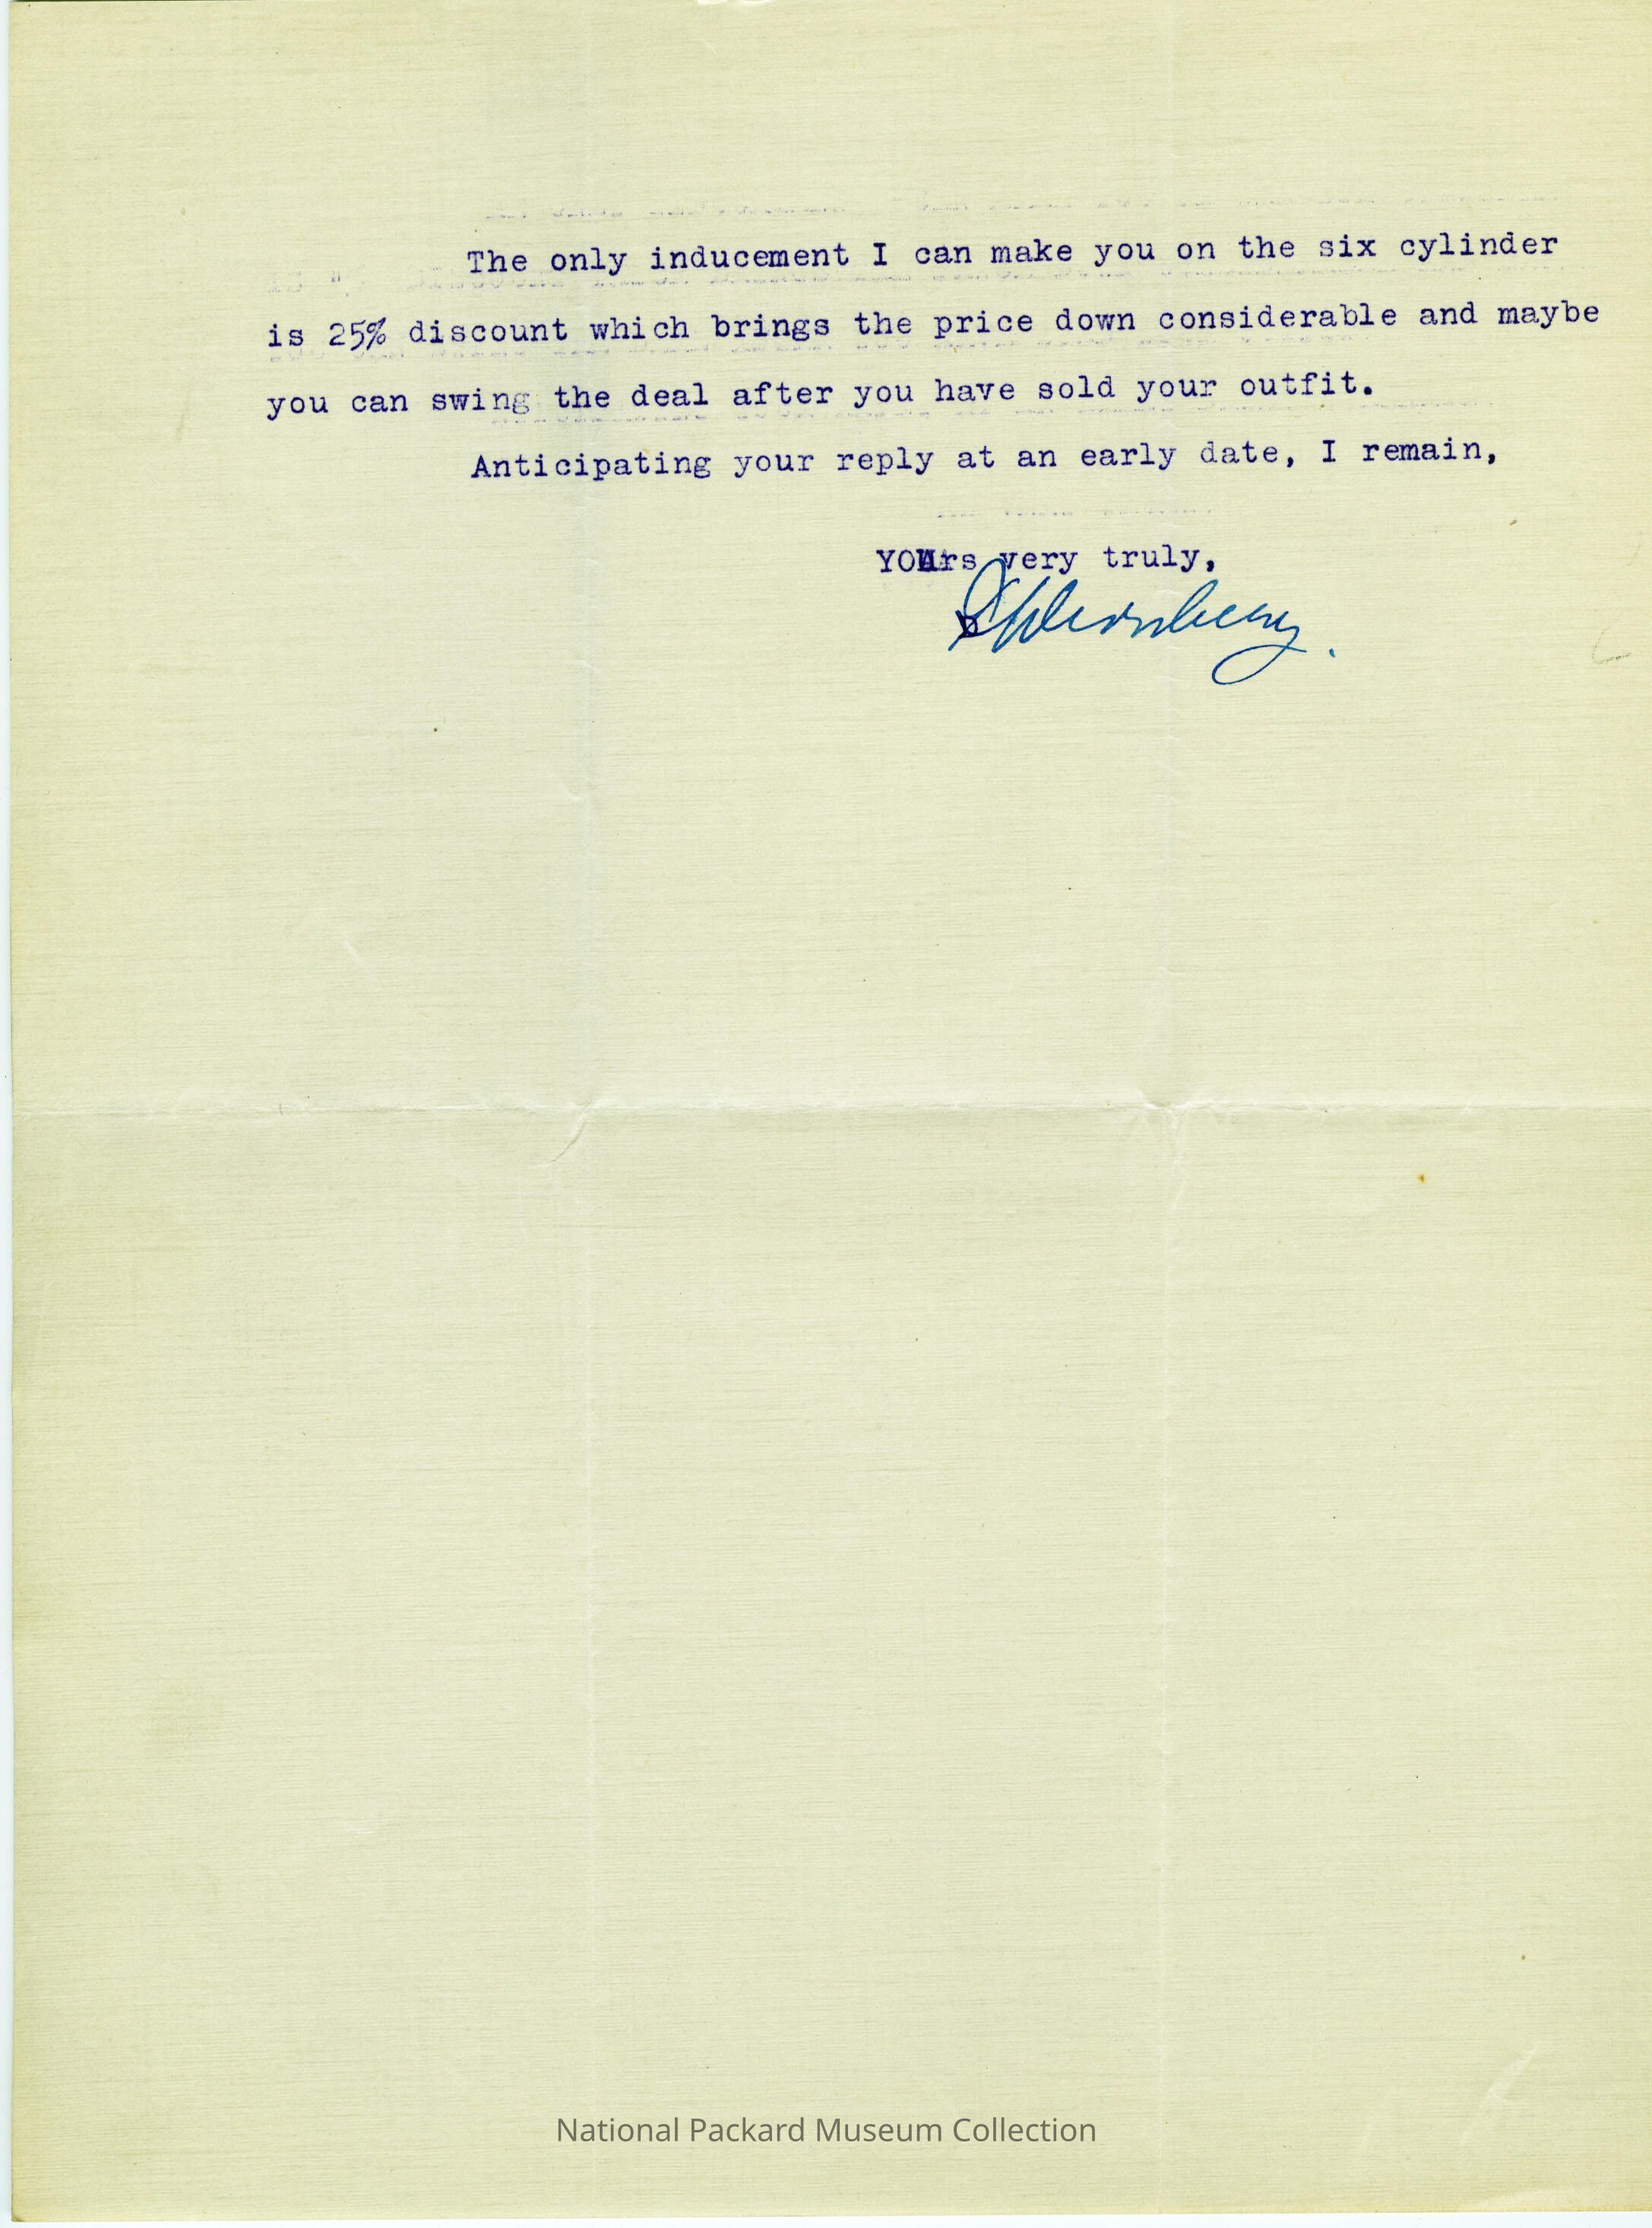 The only inducement I can make you on the six cylinder
is 25% discount which brings the price down considerable and maybe
you can swing the deal after you have sold your outfit.
Anticipating your reply at an early date, I remain,
YOUrs very truly,
National Packard Museum Collection